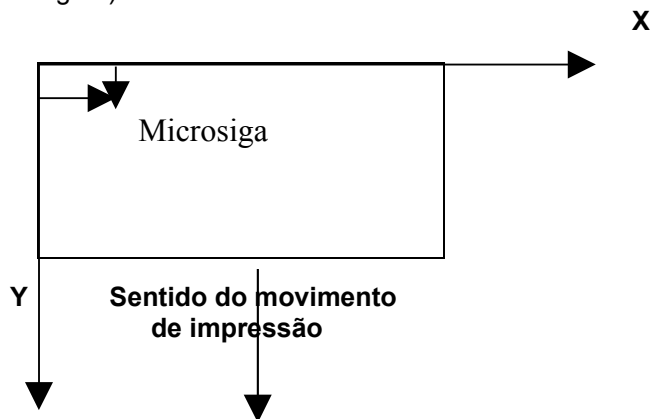 X
Microsiga
Y
Sentido do movimento
de impressão